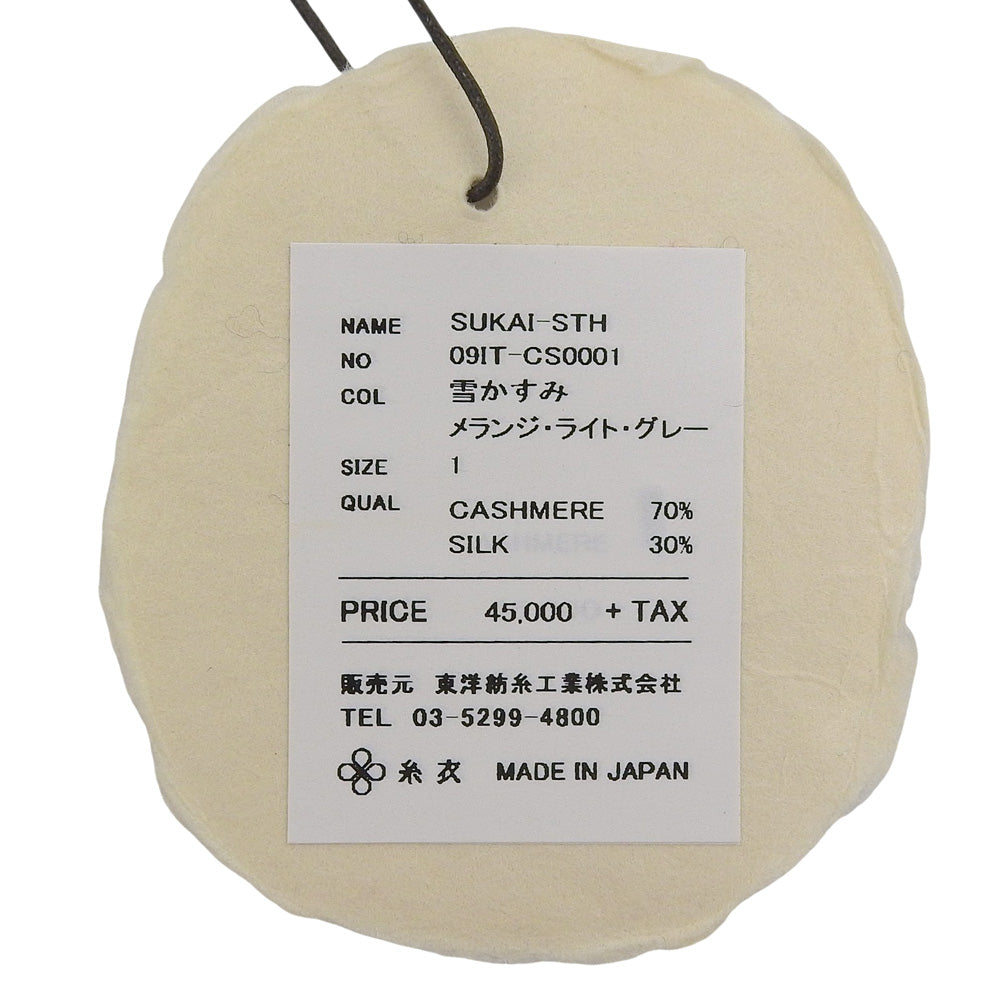 NAME SUKAI-STH
NO 09IT-CS0001
COL 雪かすみ
メランジ・ライト・グレー
SIZE 1
QUAL CASHMERE 70%
SILK 30%
PRICE 45,000 + TAX
販売元 東洋紡糸工業株式会社
TEL 03-5299-4800
糸衣 MADE IN JAPAN